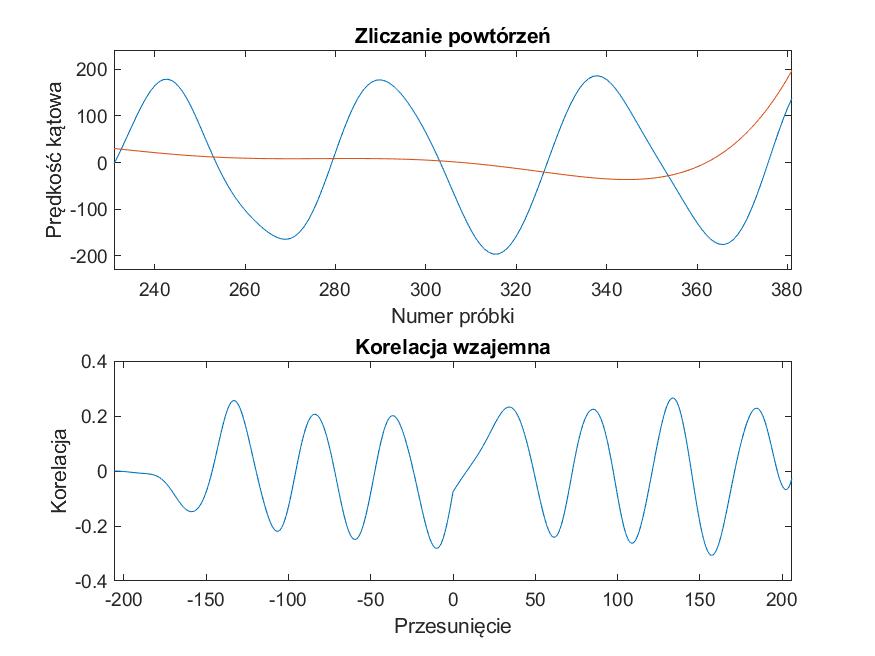 Zliczanie powtórzeń
Prędkość kątowa
200
100
0
-100
-200
240 260 280 300 320 340 360 380
Numer próbki
Korelacja wzajemna
Korelacja
0.4
0.2
0
-0.2
-0.4
-200 -150 -100 -50 0 50 100 150 200
Przesunięcie